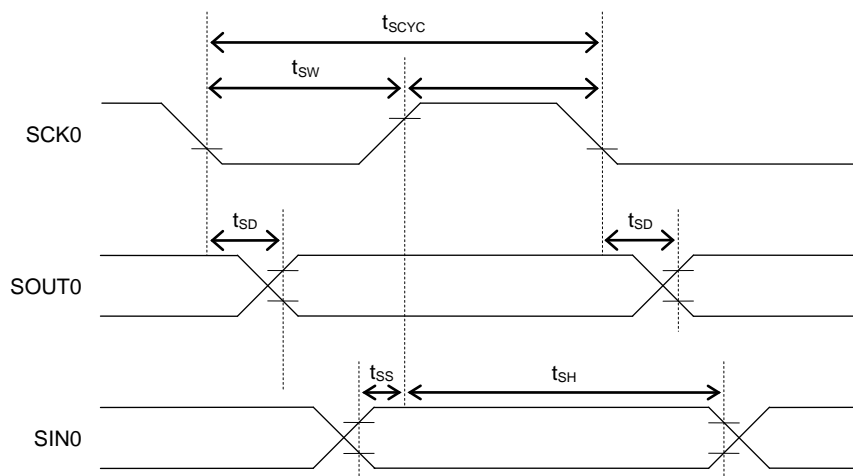 tSCYC
tSW
SCK0
tSD tSD
SOUT0
tSS tSH
SIN0